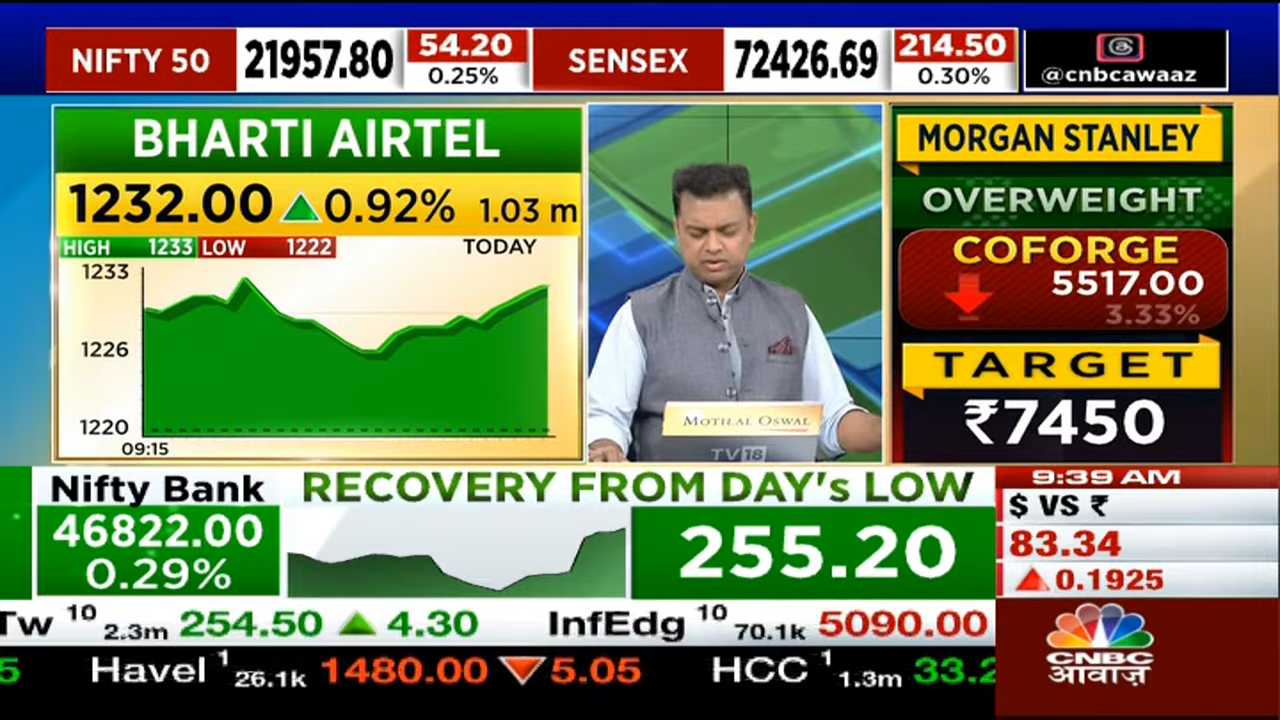 NIFTY 50 21957.80 54.20 0.25% SENSEX 72426.69 214.50 0.30% @cnbcawaaz
BHARTI AIRTEL
1232.00 0.92% 1.03 m
HIGH 1233 LOW 1222 TODAY
1233
1226
1220
09:15
MOTILAL OSWAL
TV18
MORGAN STANLEY
OVERWEIGHT
COFORGE
5517.00
3.33%
TARGET
₹7450
Nifty Bank
46822.00
0.29%
RECOVERY FROM DAY's LOW
255.20
9:39 AM
$ VS ₹
83.34
0.1925
Tw 10 2.3m 254.50 4.30 InfEdg 10 70.1k 5090.00
5 Havel 1 26.1k 1480.00 5.05 HCC 1 1.3m 33.2
CNBC
आवाज़